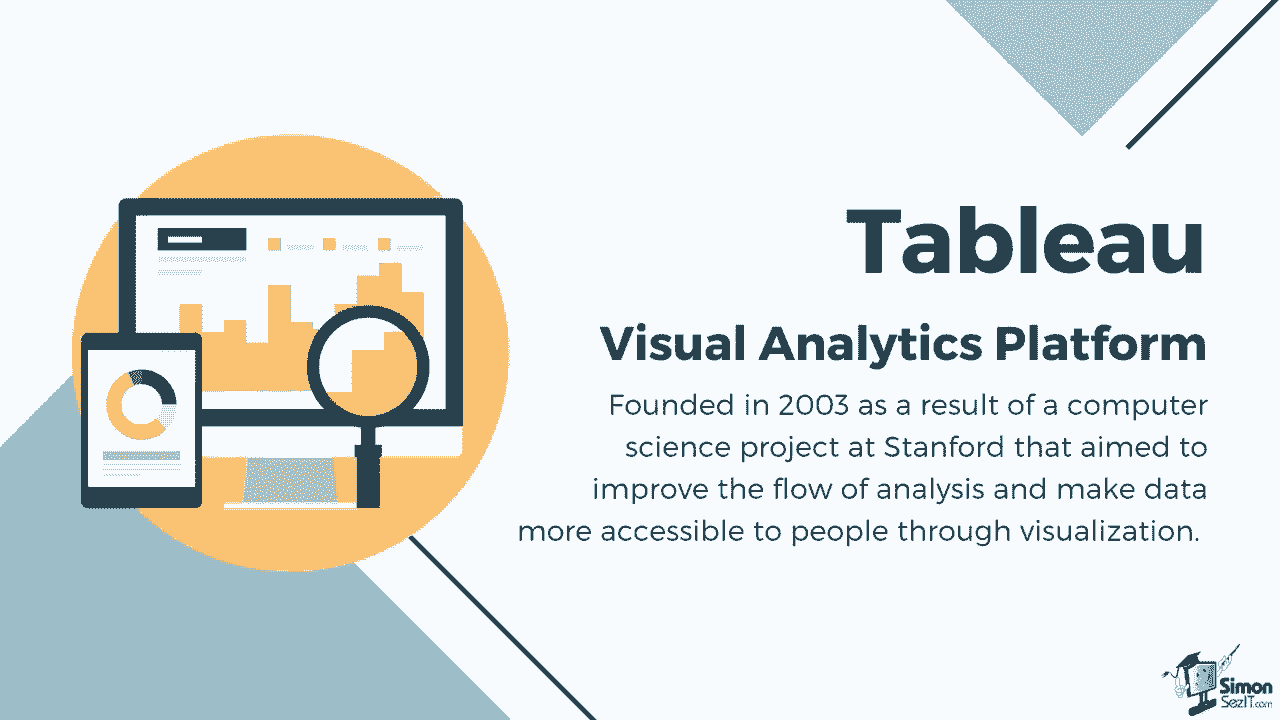 Tableau
Visual Analytics Platform
Founded in 2003 as a result of a computer
science project at Stanford that aimed to
improve the flow of analysis and make data
more accessible to people through visualization.
Simon
SezIT.com